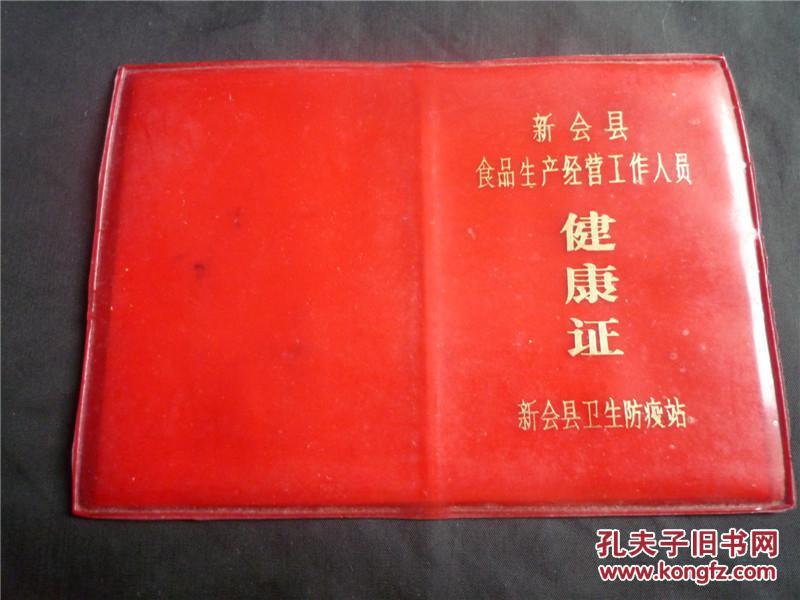 新会县
食品生产经营工作人员
健
康
证
新会县卫生防疫站
孔夫子旧书网
www.kongfz.com